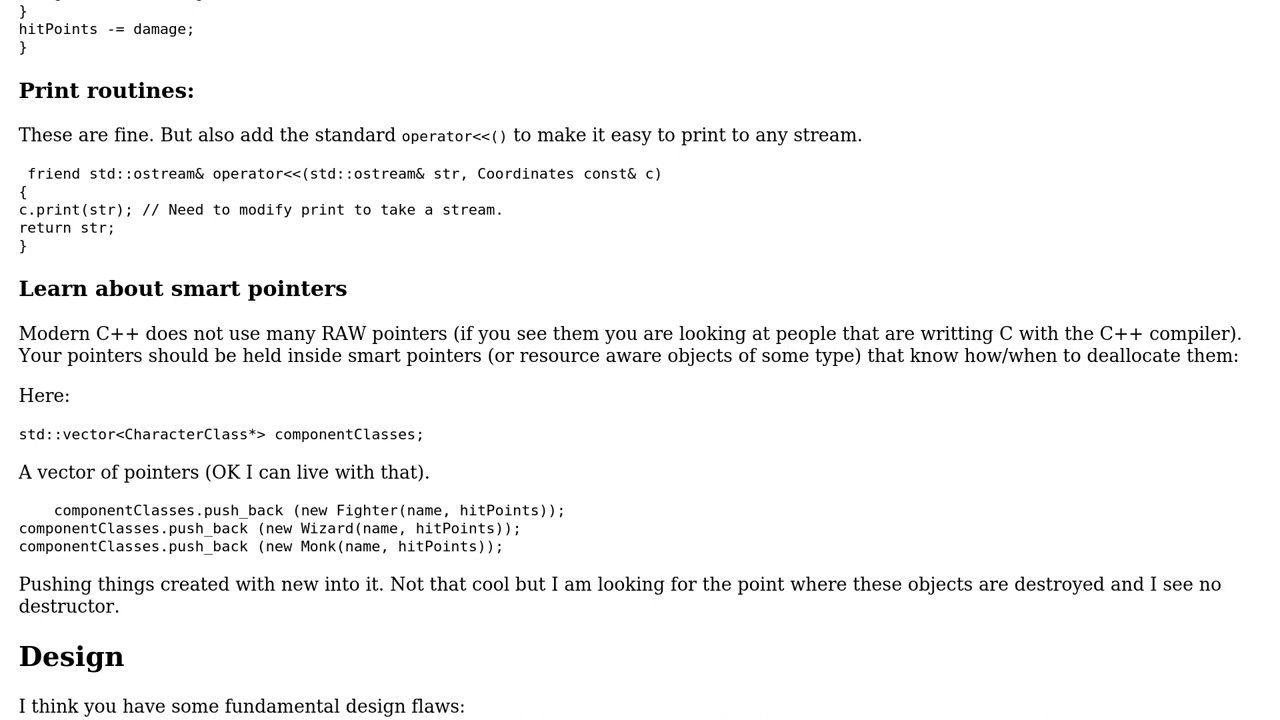 }
hitPoints -= damage;
}
Print routines:
These are fine. But also add the standard operator<<() to make it easy to print to any stream.
 friend std::ostream& operator<<(std::ostream& str, Coordinates const& c)
{
c.print(str); // Need to modify print to take a stream.
return str;
}
Learn about smart pointers
Modern C++ does not use many RAW pointers (if you see them you are looking at people that are writting C with the C++ compiler).
Your pointers should be held inside smart pointers (or resource aware objects of some type) that know how/when to deallocate them:
Here:
std::vector<CharacterClass*> componentClasses;
A vector of pointers (OK I can live with that).
    componentClasses.push_back (new Fighter(name, hitPoints));
componentClasses.push_back (new Wizard(name, hitPoints));
componentClasses.push_back (new Monk(name, hitPoints));
Pushing things created with new into it. Not that cool but I am looking for the point where these objects are destroyed and I see no
destructor.
Design
I think you have some fundamental design flaws: